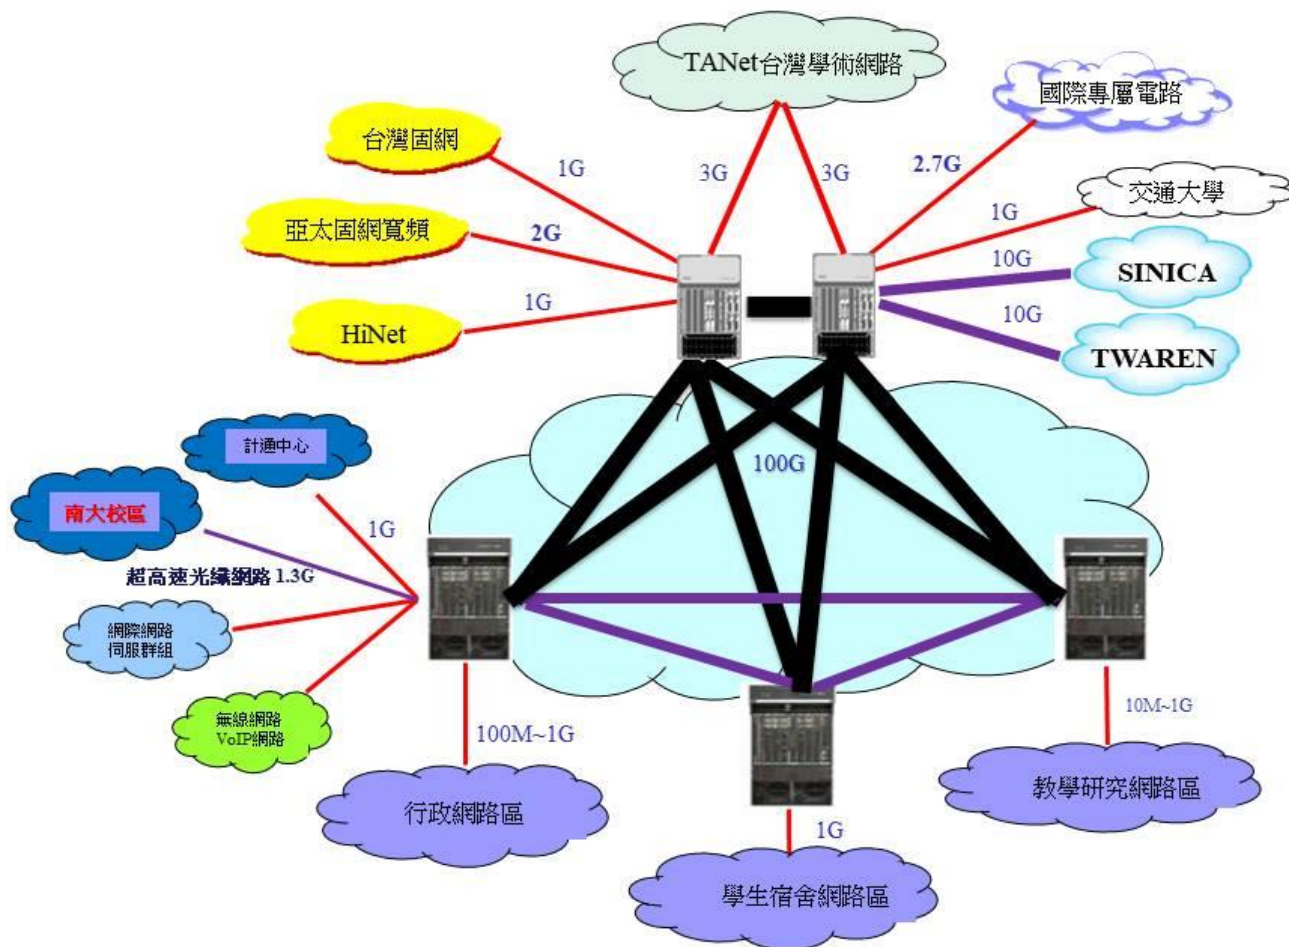 TANet台灣學術網路
國際專屬電路
台灣固網
1G
3G
3G
2.7G
交通大學
亞太固網寬頻
2G
1G
10G
SINICA
HiNet
1G
10G
TWAREN
計通中心
100G
南大校區
1G
超高速光纖網路 1.3G
網際網路
伺服群組
無線網路
VoIP網路
100M~1G
10M~1G
行政網路區
教學研究網路區
1G
學生宿舍網路區